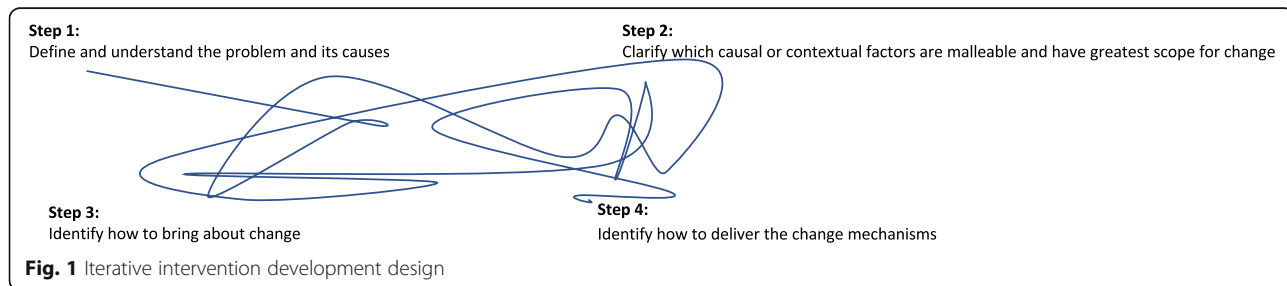 Step 1:
Define and understand the problem and its causes
Step 2:
Clarify which causal or contextual factors are malleable and have greatest scope for change
Step 3:
Identify how to bring about change
Step 4:
Identify how to deliver the change mechanisms
Fig. 1 Iterative intervention development design